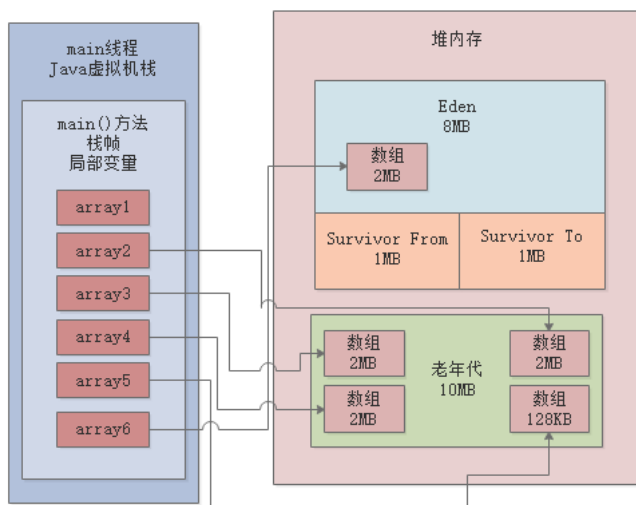 main线程
Java虚拟机栈
main()方法
栈帧
局部变量
array1
array2
array3
array4
array5
array6
堆内存
Eden
8MB
数组
2MB
Survivor From
1MB
Survivor To
1MB
数组
2MB
数组
2MB
老年代
10MB
数组
2MB
数组
128KB